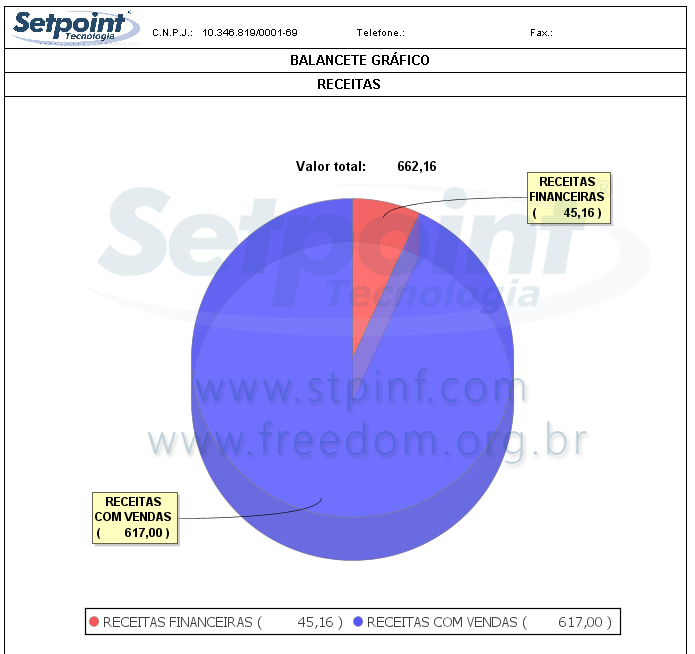 Setpoint
Tecnologia
C.N.P.J.: 10.346.819/0001-69 Telefone.: Fax.:
BALANCETE GRÁFICO
RECEITAS
Valor total: 662,16
RECEITAS
FINANCEIRAS
( 45,16 )
Setpoint®
Tecnologia
www.stpinf.com
www.freedom.org.br
RECEITAS
COM VENDAS
( 617,00 )
RECEITAS FINANCEIRAS ( 45,16 ) RECEITAS COM VENDAS ( 617,00 )